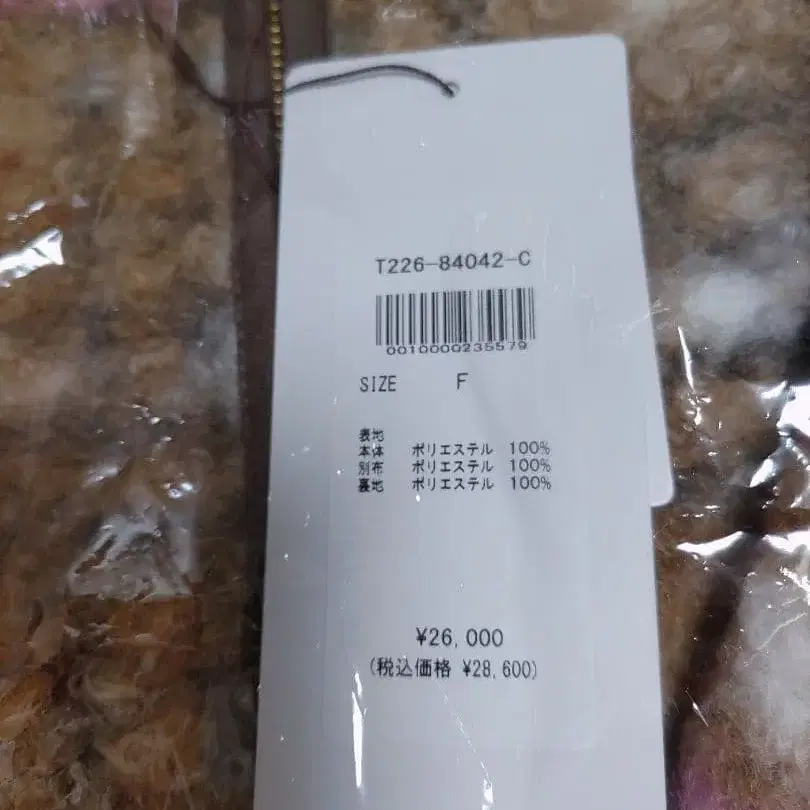 T226-84042-C
0010000235579
SIZE F
表地
本体 ポリエステル 100%
別布 ポリエステル 100%
裏地 ポリエステル 100%
¥26,000
(税込価格 ¥28,600)